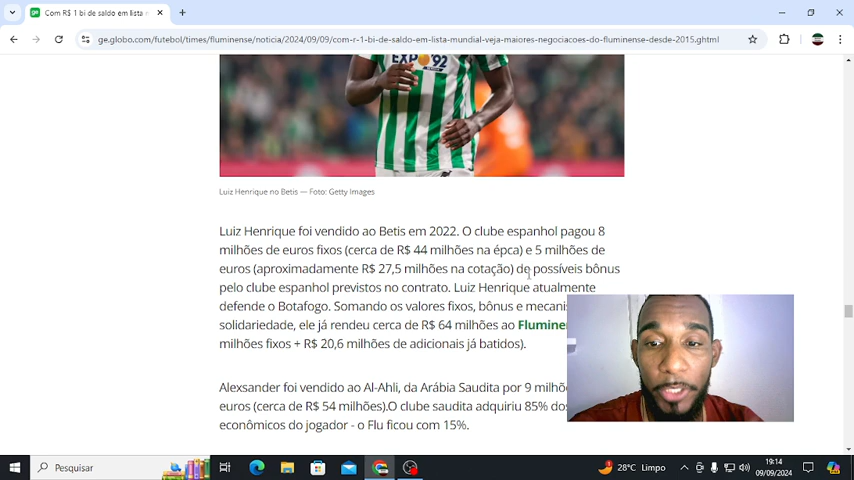 Com R$ 1 bi de saldo em lista m
ge.globo.com/futebol/times/fluminense/noticia/2024/09/09/com-r-1-bi-de-saldo-em-lista-mundial-veja-maiores-negociacoes-do-fluminense-desde-2015.ghtml
Luiz Henrique no Betis — Foto: Getty Images
Luiz Henrique foi vendido ao Betis em 2022. O clube espanhol pagou 8
milhões de euros fixos (cerca de R$ 44 milhões na épca) e 5 milhões de
euros (aproximadamente R$ 27,5 milhões na cotação) de possíveis bônus
pelo clube espanhol previstos no contrato. Luiz Henrique atualmente
defende o Botafogo. Somando os valores fixos, bônus e mecanis
solidariedade, ele já rendeu cerca de R$ 64 milhões ao Fluminen
milhões fixos + R$ 20,6 milhões de adicionais já batidos).
Alexsander foi vendido ao Al-Ahli, da Arábia Saudita por 9 milhõ
euros (cerca de R$ 54 milhões).O clube saudita adquiriu 85% dos
econômicos do jogador - o Flu ficou com 15%.
Pesquisar
28°C Limpo
19:14
09/09/2024